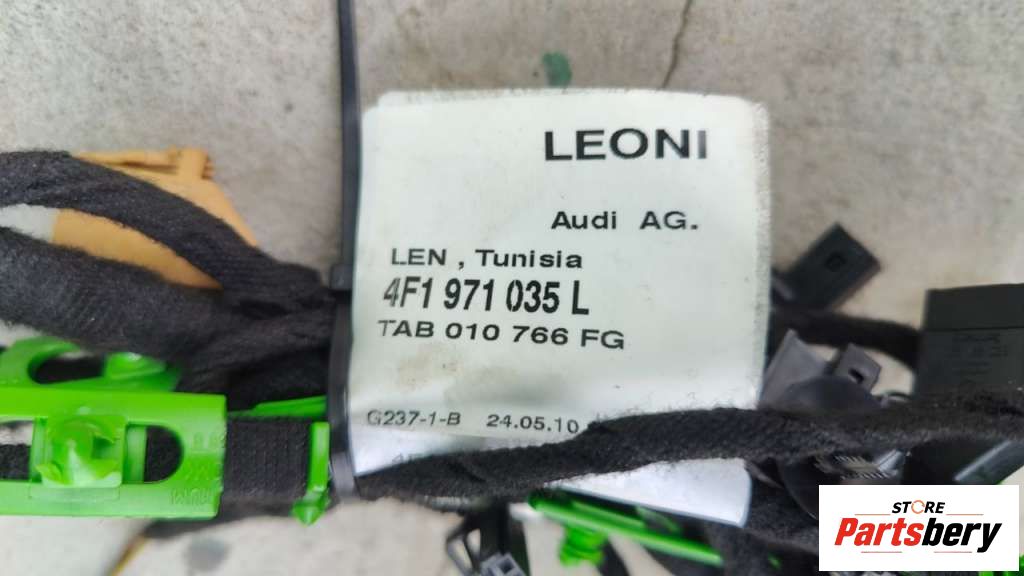 LEONI
Audi AG.
LEN , Tunisia
4F1 971 035 L
TAB 010 766 FG
G237-1-B 24.05.10
STORE
Partsbery